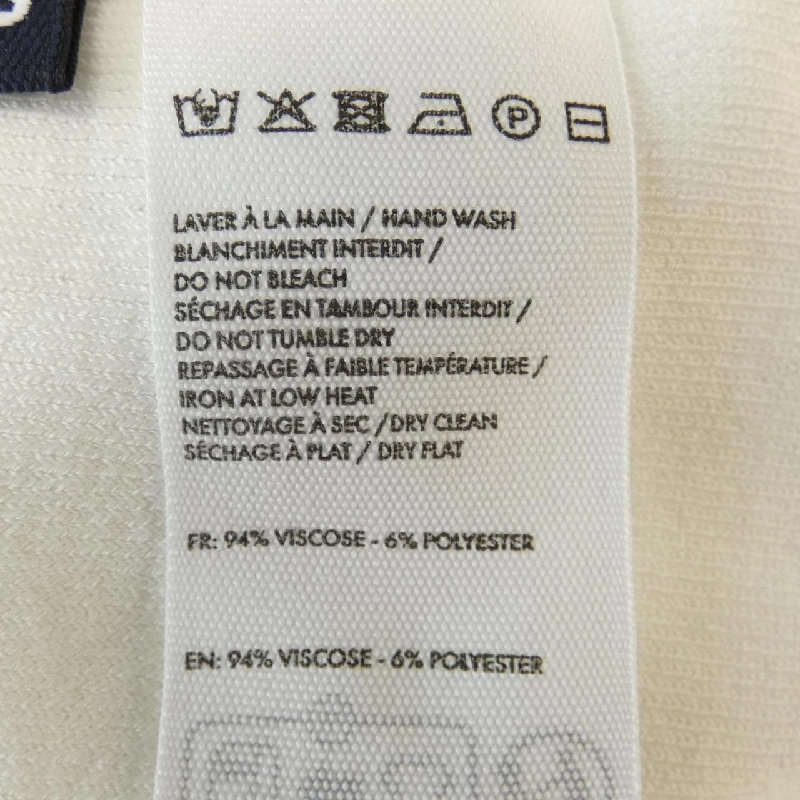 P
LAVER À LA MAIN / HAND WASH
BLANCHIMENT INTERDIT /
DO NOT BLEACH
SÉCHAGE EN TAMBOUR INTERDIT /
DO NOT TUMBLE DRY
REPASSAGE À FAIBLE TEMPÉRATURE /
IRON AT LOW HEAT
NETTOYAGE À SEC / DRY CLEAN
SÉCHAGE À PLAT / DRY FLAT
FR: 94% VISCOSE - 6% POLYESTER
EN: 94% VISCOSE - 6% POLYESTER